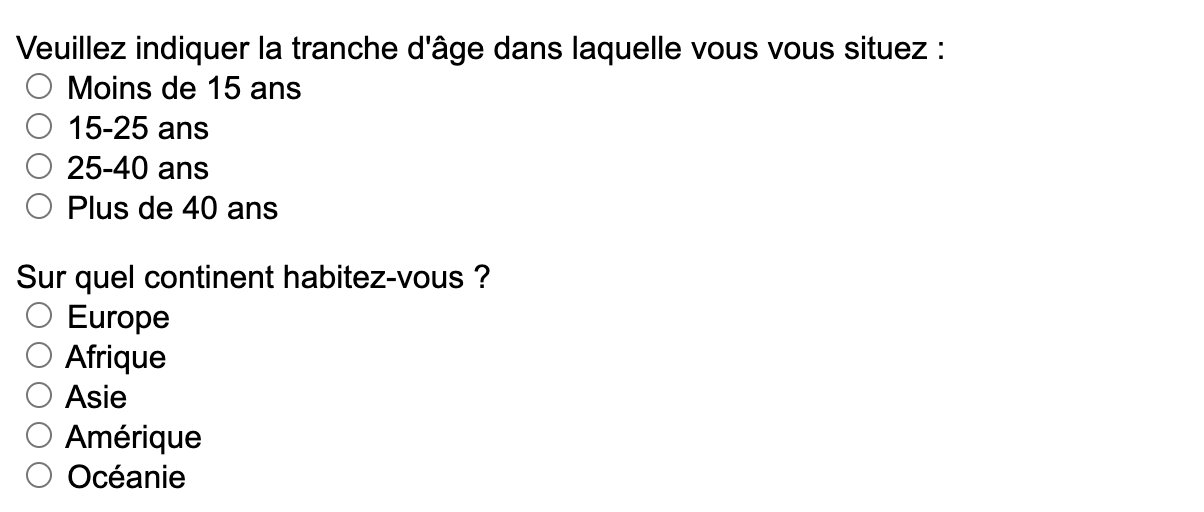 Veuillez indiquer la tranche d'âge dans laquelle vous vous situez :
Moins de 15 ans
15-25 ans
25-40 ans
Plus de 40 ans
Sur quel continent habitez-vous ?
Europe
Afrique
Asie
Amérique
Océanie